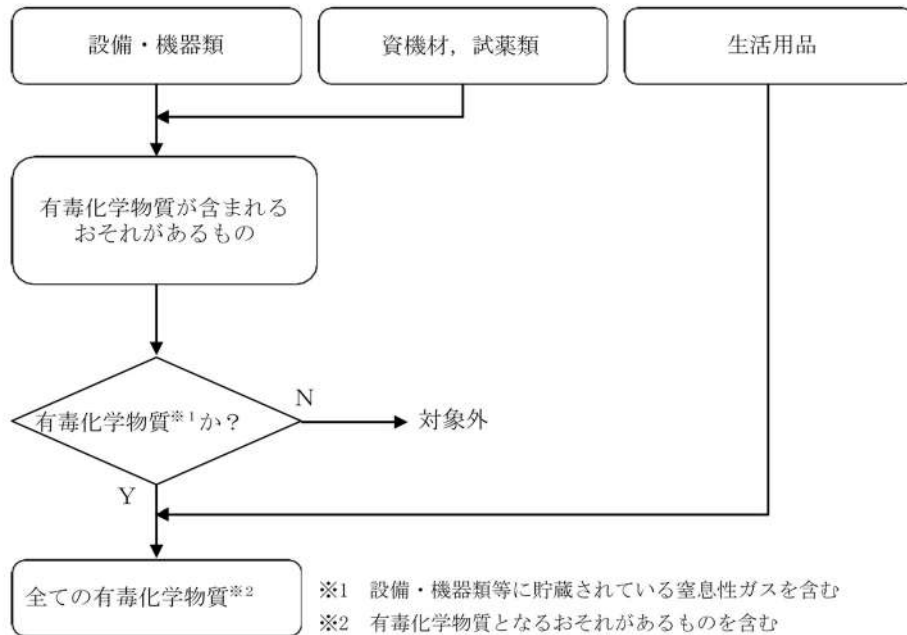 設備・機器類
資機材，試薬類
生活用品
有毒化学物質が含まれる
おそれがあるもの
有毒化学物質※1か？
N
対象外
Y
全ての有毒化学物質※2
※1 設備・機器類等に貯蔵されている窒息性ガスを含む
※2 有毒化学物質となるおそれがあるものを含む